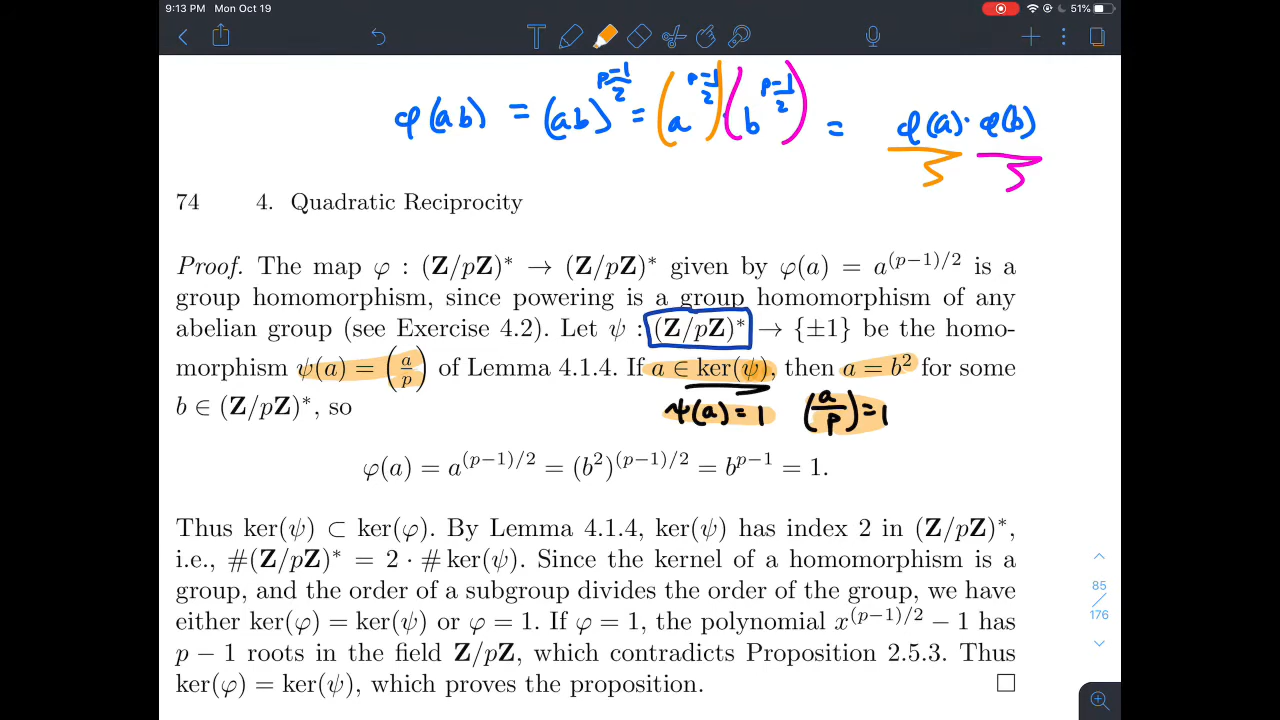 9:13 PM Mon Oct 19
51%
φ(ab) = (ab)^{p-1/2} = (a^{p-1/2})(b^{p-1/2}) = φ(a)·φ(b)
74 4. Quadratic Reciprocity
Proof. The map φ : (Z/pZ)* → (Z/pZ)* given by φ(a) = a^{(p−1)/2} is a
group homomorphism, since powering is a group homomorphism of any
abelian group (see Exercise 4.2). Let ψ : (Z/pZ)* → {±1} be the homo-
morphism ψ(a) = (a/p) of Lemma 4.1.4. If a ∈ ker(ψ), then a = b² for some
b ∈ (Z/pZ)*, so
ψ(a) = 1 (a/p) = 1
φ(a) = a^{(p−1)/2} = (b²)^{(p−1)/2} = b^{p−1} = 1.
Thus ker(ψ) ⊂ ker(φ). By Lemma 4.1.4, ker(ψ) has index 2 in (Z/pZ)*,
i.e., #(Z/pZ)* = 2 · # ker(ψ). Since the kernel of a homomorphism is a
group, and the order of a subgroup divides the order of the group, we have
either ker(φ) = ker(ψ) or φ = 1. If φ = 1, the polynomial x^{(p−1)/2} − 1 has
p − 1 roots in the field Z/pZ, which contradicts Proposition 2.5.3. Thus
ker(φ) = ker(ψ), which proves the proposition. □
85
/
176